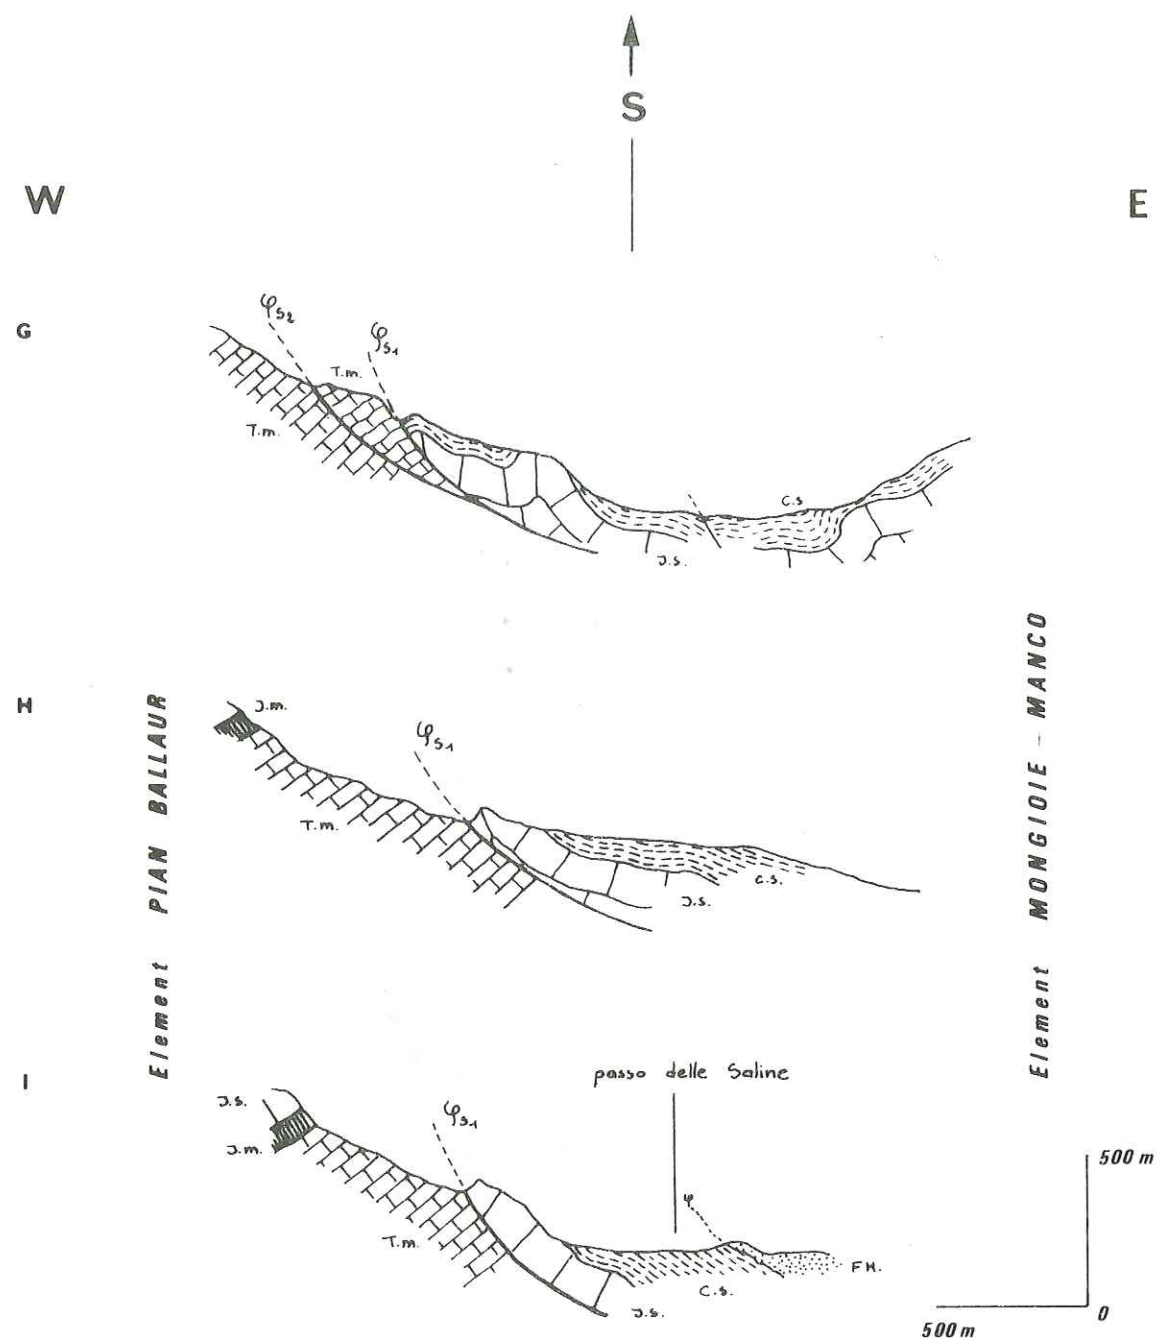 S
W E
G
φs2
φs1
T.m.
T.m.
C.s
J.s.
H
J.m.
φs1
T.m.
C.s.
J.s.
Element PIAN BALLAUR
Element MONGIOIE - MANCO
I
passo delle Saline
J.s.
φs1
J.m.
500 m
φ
T.m.
FH.
C.s.
J.s.
0
500 m